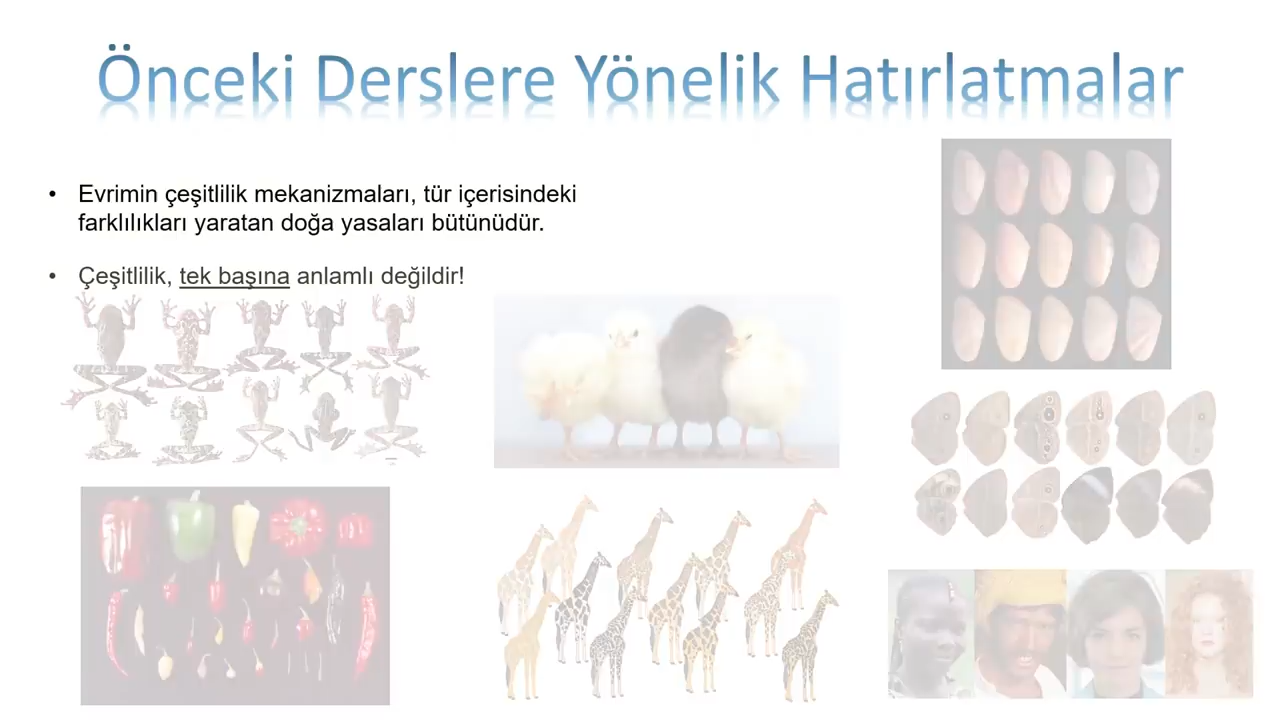 Önceki Derslere Yönelik Hatırlatmalar
• Evrimin çeşitlilik mekanizmaları, tür içerisindeki
farklılıkları yaratan doğa yasaları bütünüdür.
• Çeşitlilik, tek başına anlamlı değildir!